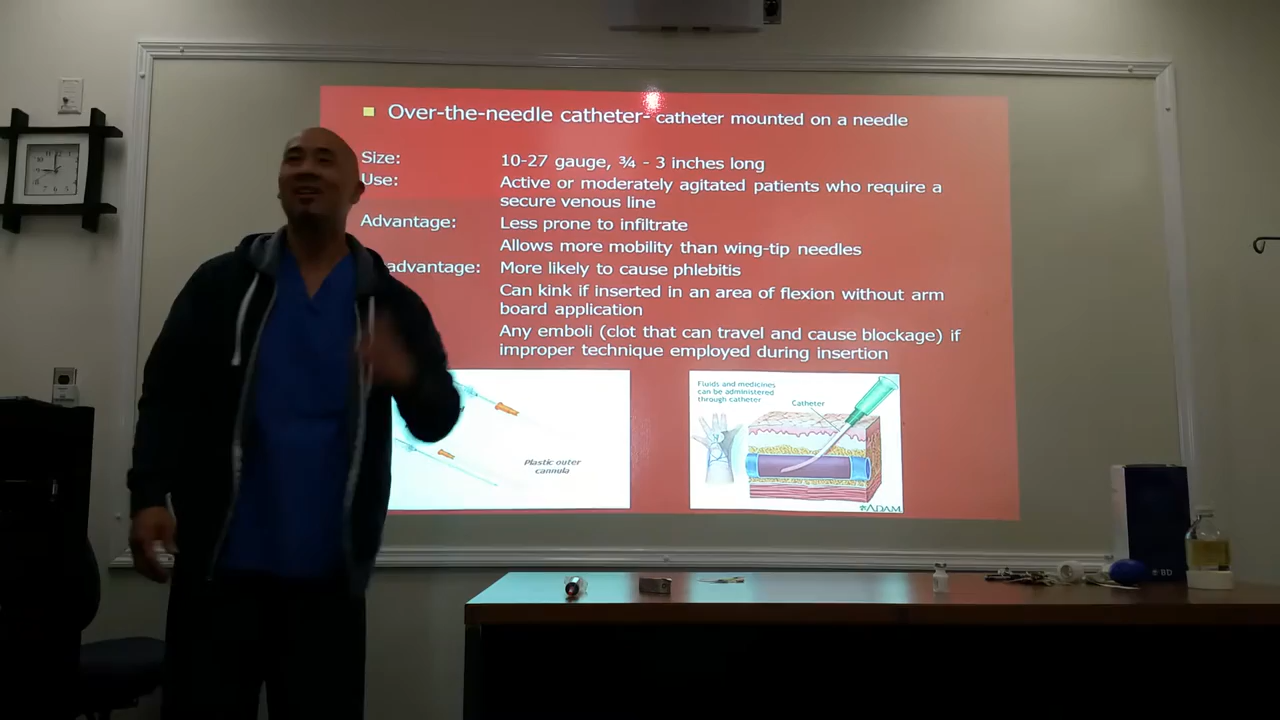 Over-the-needle catheter- catheter mounted on a needle
Size: 10-27 gauge, ¾ - 3 inches long
Use: Active or moderately agitated patients who require a
secure venous line
Advantage: Less prone to infiltrate
Allows more mobility than wing-tip needles
advantage: More likely to cause phlebitis
Can kink if inserted in an area of flexion without arm
board application
Any emboli (clot that can travel and cause blockage) if
improper technique employed during insertion
Plastic outer
cannula
Fluids and medicines
can be administered
through catheter
Catheter
ADAM
BD